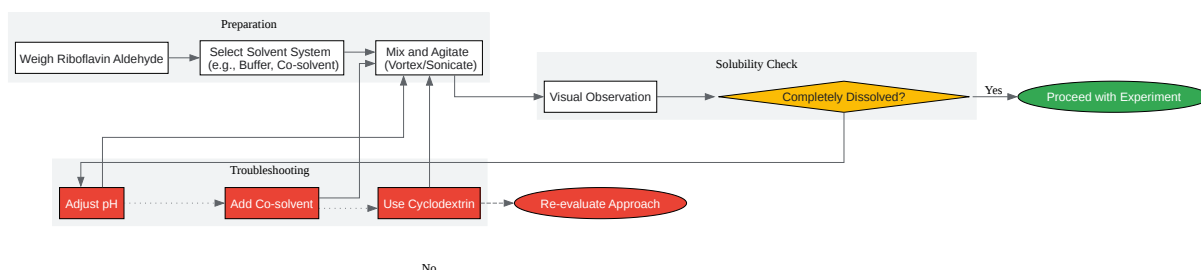 Preparation
Weigh Riboflavin Aldehyde
Select Solvent System
(e.g., Buffer, Co-solvent)
Mix and Agitate
(Vortex/Sonicate)
Solubility Check
Visual Observation
Completely Dissolved?
Yes
Proceed with Experiment
Troubleshooting
Adjust pH
Add Co-solvent
Use Cyclodextrin
Re-evaluate Approach
No